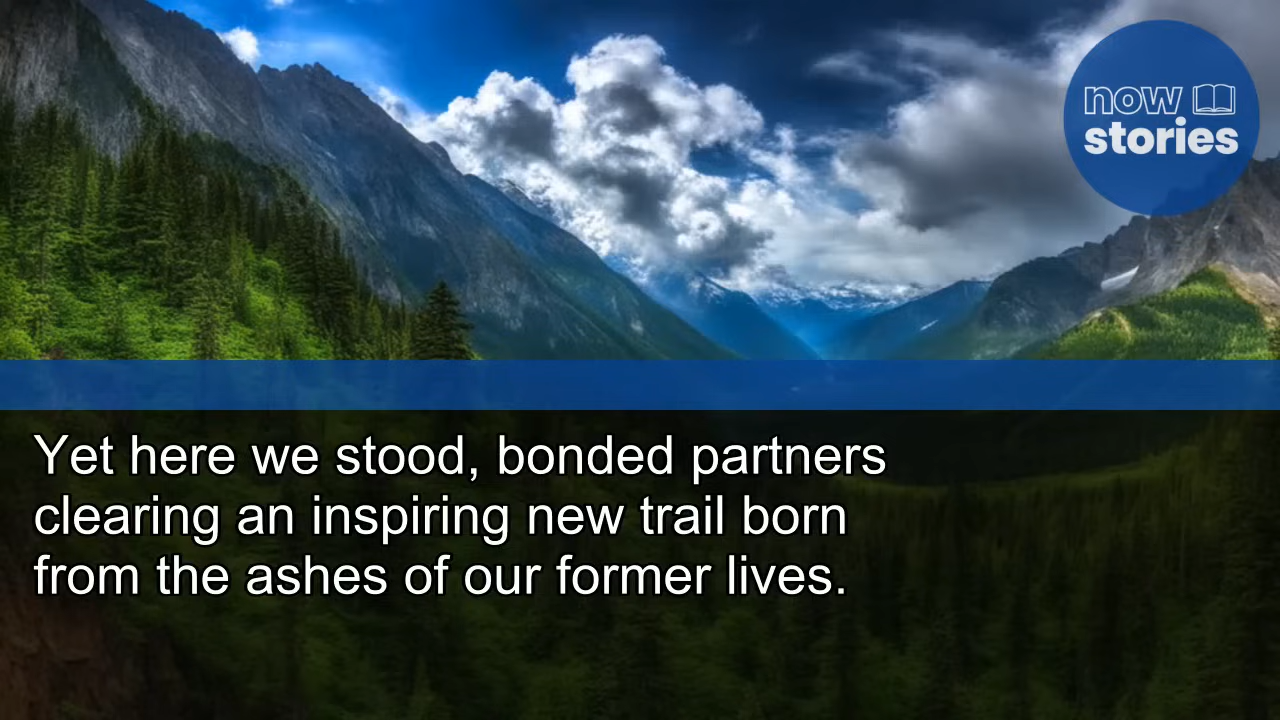 now
stories
Yet here we stood, bonded partners
clearing an inspiring new trail born
from the ashes of our former lives.